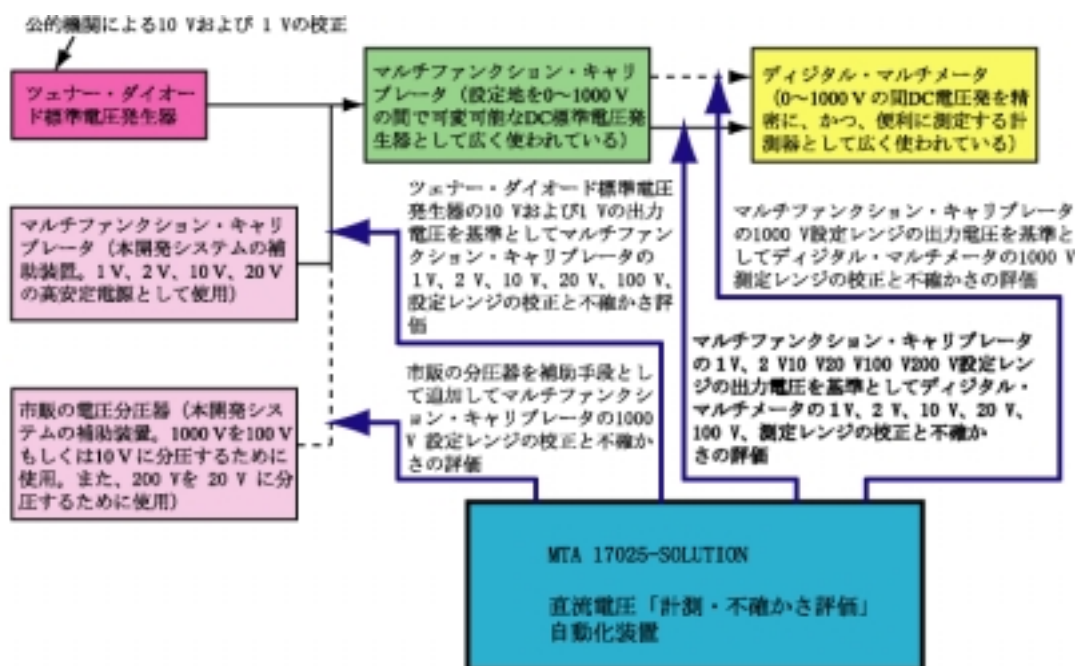 公的機関による10 Vおよび 1 Vの校正
ツェナー・ダイオー
ド標準電圧発生器
マルチファンクション・キャリ
ブレータ（設定地を0～1000 V
の間で可変可能なDC標準電圧発
生器として広く使われている）
ディジタル・マルチメータ
（0～1000 V の間DC電圧発を精
密に、かつ、便利に測定する計
測器として広く使われている）
マルチファンクション・キャリ
ブレータ（本開発システムの補
助装置。1 V、2 V、10 V、20 V
の高安定電源として使用）
ツェナー・ダイオード標準電圧
発生器の10 Vおよび1 Vの出力
電圧を基準としてマルチファン
クション・キャリブレータの
1 V、2 V、10 V、20 V、100 V、
設定レンジの校正と不確かさ評
価
マルチファンクション・キャリブレータ
の1000 V設定レンジの出力電圧を基準と
してディジタル・マルチメータの1000 V
測定レンジの校正と不確かさの評価
市販の電圧分圧器（本開発シス
テムの補助装置。1000 Vを100 V
もしくは10 V に分圧するために
使用。また、200 Vを 20 V に分
圧するために使用）
市販の分圧器を補助手段とし
て追加してマルチファンクショ
ン・キャリブレータの1000
V 設定レンジの校正と不確か
さの評価
マルチファンクション・キャリブレータ
の 1 V、2 V10 V20 V100 V200 V設定レン
ジの出力電圧を基準としてディジタル・
マルチメータの 1 V、2 V、10 V、20 V、
100 V、測定レンジの校正と不確か
さの評価
MTA 17025-SOLUTION
直流電圧「計測・不確かさ評価」
自動化装置